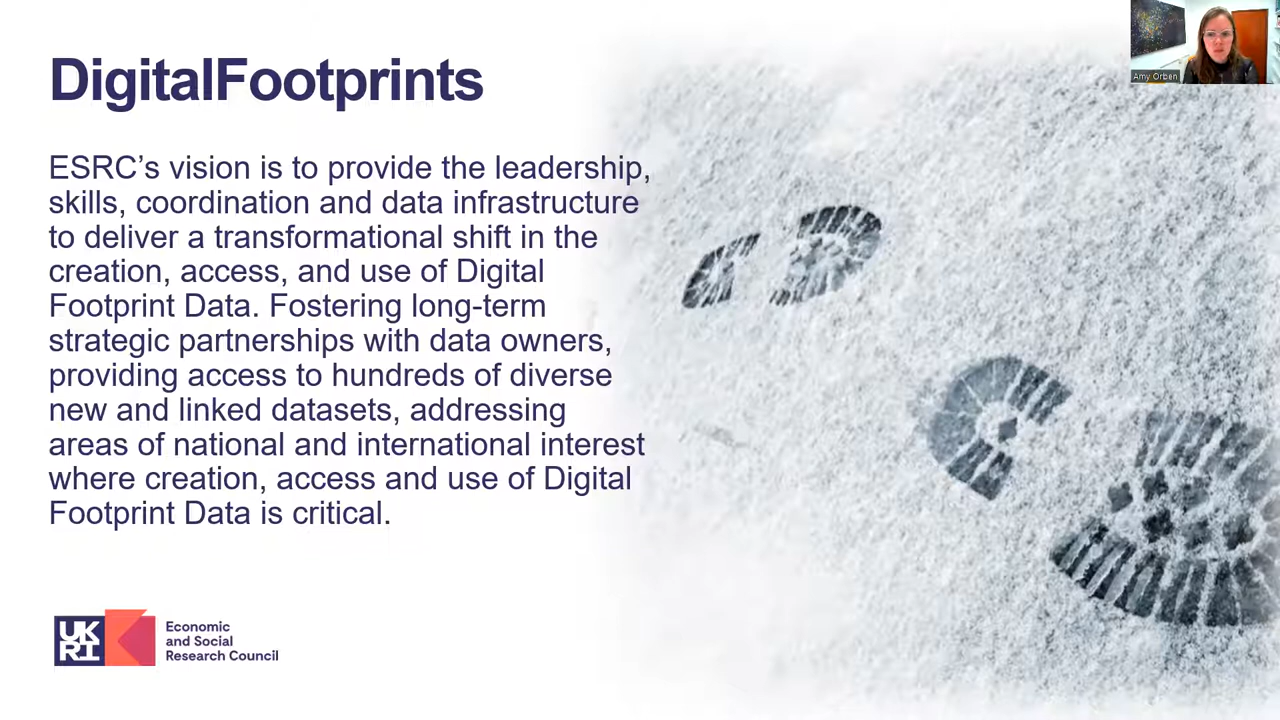 DigitalFootprints
ESRC’s vision is to provide the leadership,
skills, coordination and data infrastructure
to deliver a transformational shift in the
creation, access, and use of Digital
Footprint Data. Fostering long-term
strategic partnerships with data owners,
providing access to hundreds of diverse
new and linked datasets, addressing
areas of national and international interest
where creation, access and use of Digital
Footprint Data is critical.
UK
RI
Economic
and Social
Research Council
Amy Orben